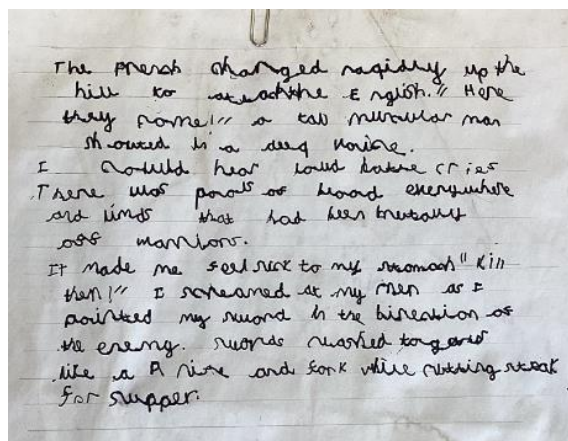 The french charged rapidly up the
hill to attack the English." Here
they come!" a tall muscular man
shouted in a deep voice.
I could hear loud battle cries
There was pools of blood everywhere
and limbs that had been brutally
off warriors.
It made me feel sick to my stomach "Kill
them!" I screamed at my men as I
pointed my sword in the direction of
the enemy. swords clashed
like a knife and fork while cutting steak
for supper.